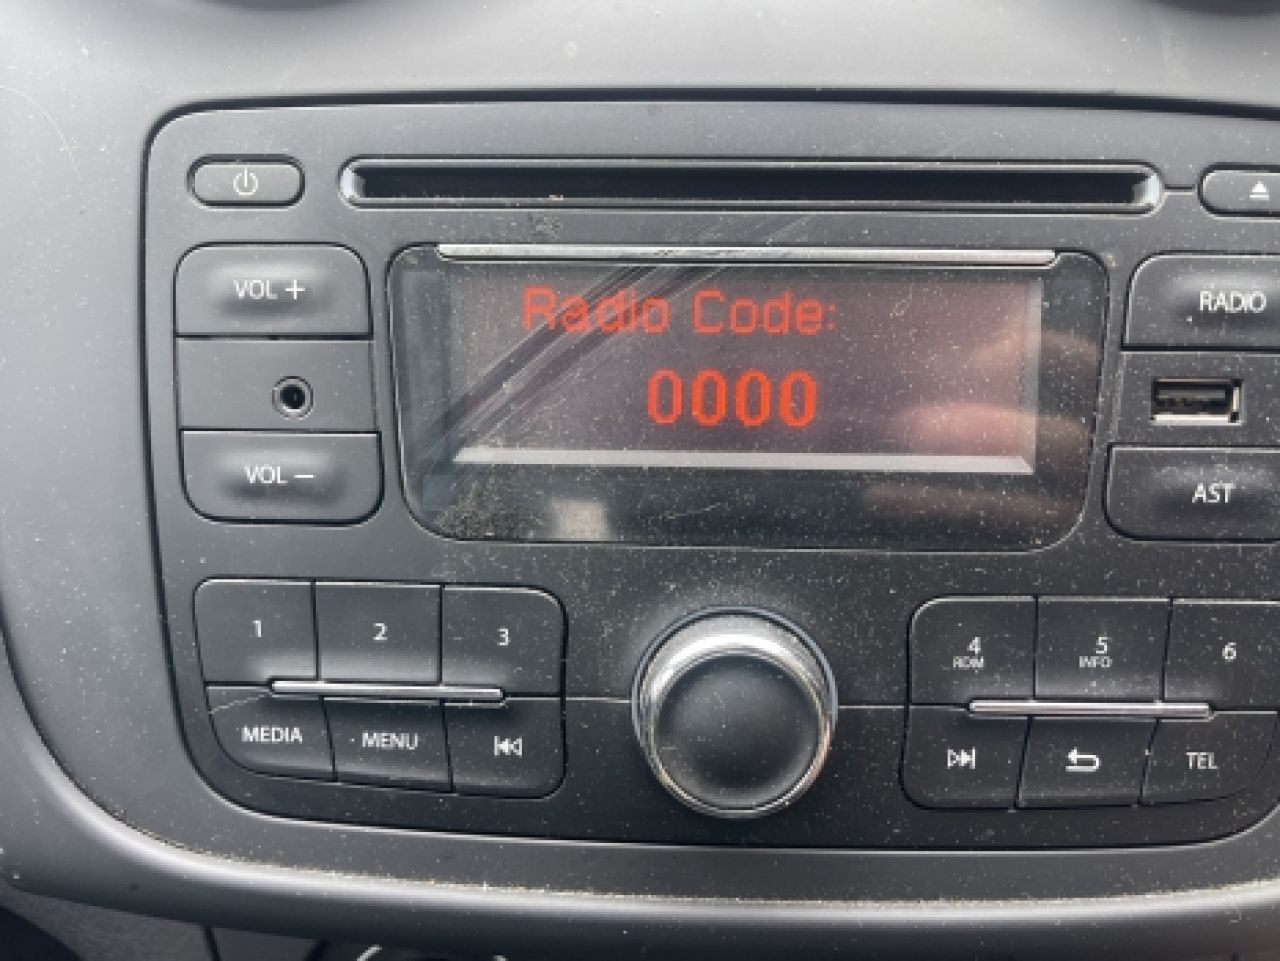 VOL +
VOL −
Radio Code:
0000
RADIO
AST
1
2
3
MEDIA
MENU
4
RDM
5
INFO
6
TEL